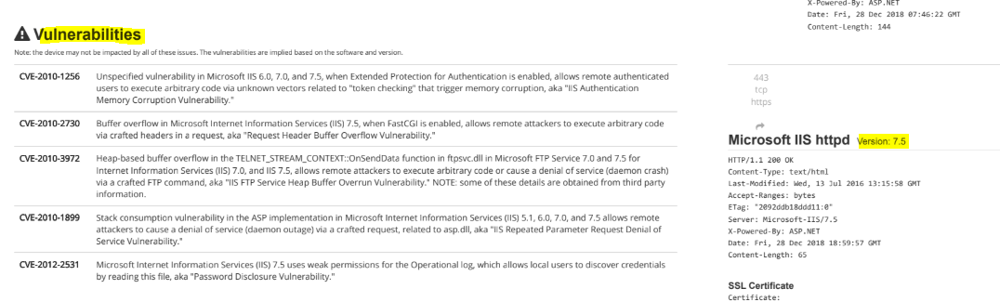 Vulnerabilities
Note: the device may not be impacted by all of these issues. The vulnerabilities are implied based on the software and version.
CVE-2010-1256 Unspecified vulnerability in Microsoft IIS 6.0, 7.0, and 7.5, when Extended Protection for Authentication is enabled, allows remote authenticated
users to execute arbitrary code via unknown vectors related to "token checking" that trigger memory corruption, aka "IIS Authentication
Memory Corruption Vulnerability."
CVE-2010-2730 Buffer overflow in Microsoft Internet Information Services (IIS) 7.5, when FastCGI is enabled, allows remote attackers to execute arbitrary code
via crafted headers in a request, aka "Request Header Buffer Overflow Vulnerability."
CVE-2010-3972 Heap-based buffer overflow in the TELNET_STREAM_CONTEXT::OnSendData function in ftpsvc.dll in Microsoft FTP Service 7.0 and 7.5 for
Internet Information Services (IIS) 7.0, and IIS 7.5, allows remote attackers to execute arbitrary code or cause a denial of service (daemon crash)
via a crafted FTP command, aka "IIS FTP Service Heap Buffer Overrun Vulnerability." NOTE: some of these details are obtained from third party
information.
CVE-2010-1899 Stack consumption vulnerability in the ASP implementation in Microsoft Internet Information Services (IIS) 5.1, 6.0, 7.0, and 7.5 allows remote
attackers to cause a denial of service (daemon outage) via a crafted request, related to asp.dll, aka "IIS Repeated Parameter Request Denial of
Service Vulnerability."
CVE-2012-2531 Microsoft Internet Information Services (IIS) 7.5 uses weak permissions for the Operational log, which allows local users to discover credentials
by reading this file, aka "Password Disclosure Vulnerability."
X-Powered-By: ASP.NET
Date: Fri, 28 Dec 2018 07:46:22 GMT
Content-Length: 144
443
tcp
https
Microsoft IIS httpd Version: 7.5
HTTP/1.1 200 OK
Content-Type: text/html
Last-Modified: Wed, 13 Jul 2016 13:15:58 GMT
Accept-Ranges: bytes
ETag: "2092ddb18ddd11:0"
Server: Microsoft-IIS/7.5
X-Powered-By: ASP.NET
Date: Fri, 28 Dec 2018 18:59:57 GMT
Content-Length: 65
SSL Certificate
Certificate: